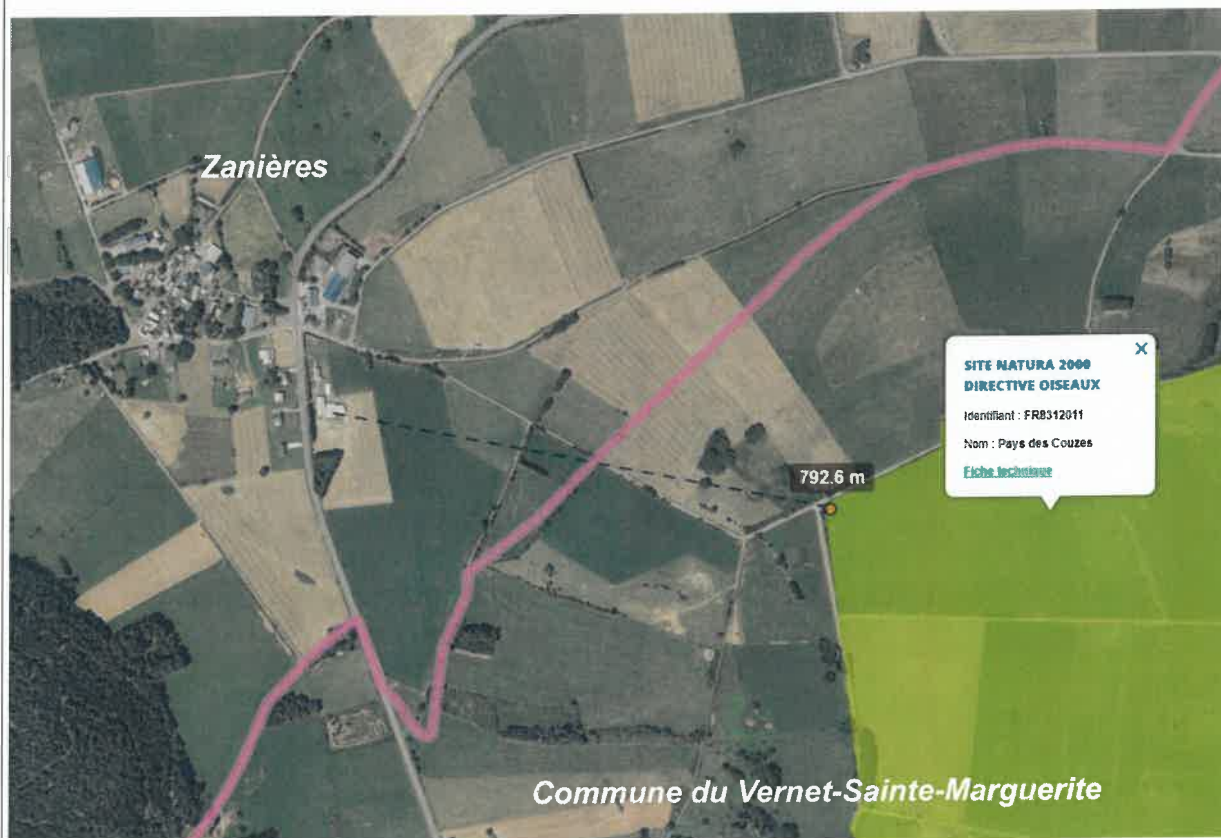 Zanières
SITE NATURA 2000
DIRECTIVE OISEAUX
Identifiant : FR8312011
Nom : Pays des Couzes
Fiche technique
792.6 m
Commune du Vernet-Sainte-Marguerite